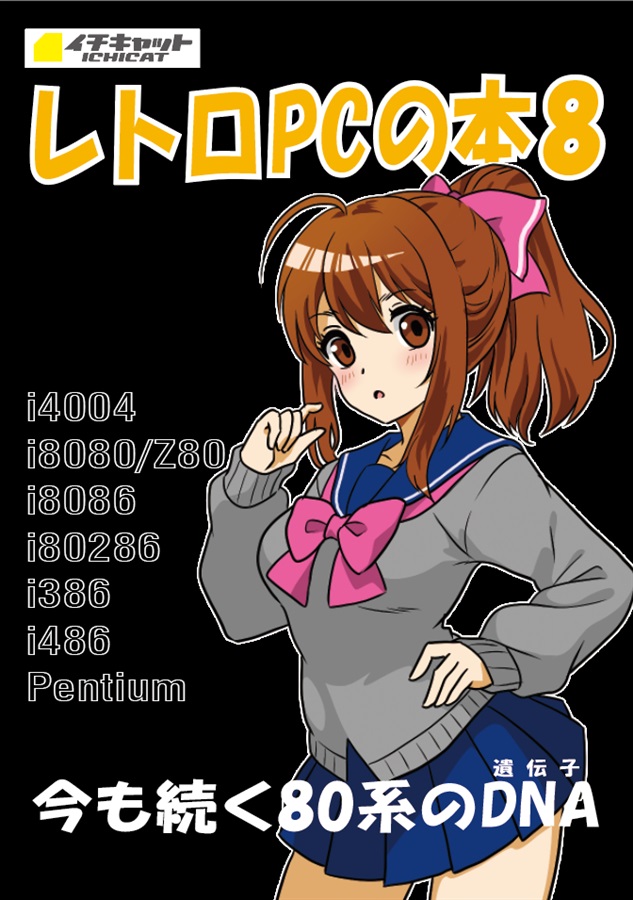 イチキャット
ICHICAT
レトロPCの本8
i4004
i8080/Z80
i8086
i80286
i386
i486
Pentium
遺伝子
今も続く80系のDNA